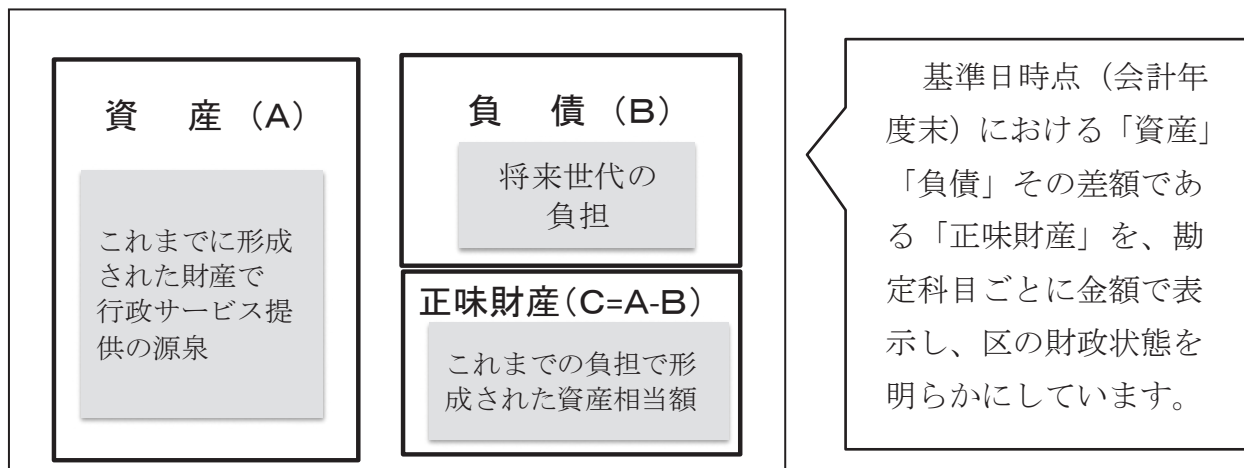 資　産（A）
これまでに形成
された財産で
行政サービス提
供の源泉
負　債（B）
将来世代の
負担
正味財産（C=A-B）
これまでの負担で形
成された資産相当額
基準日時点（会計年
度末）における「資産」
「負債」その差額であ
る「正味財産」を、勘
定科目ごとに金額で表
示し、区の財政状態を
明らかにしています。